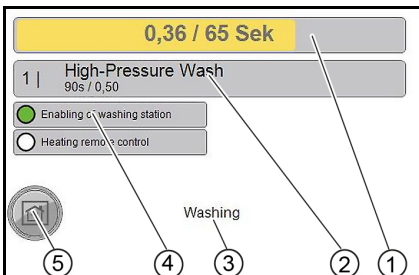 0,36 / 65 Sek
1 | High-Pressure Wash
90s / 0,50
Enabling of washing station
Heating remote control
Washing
5 4 3 2 1